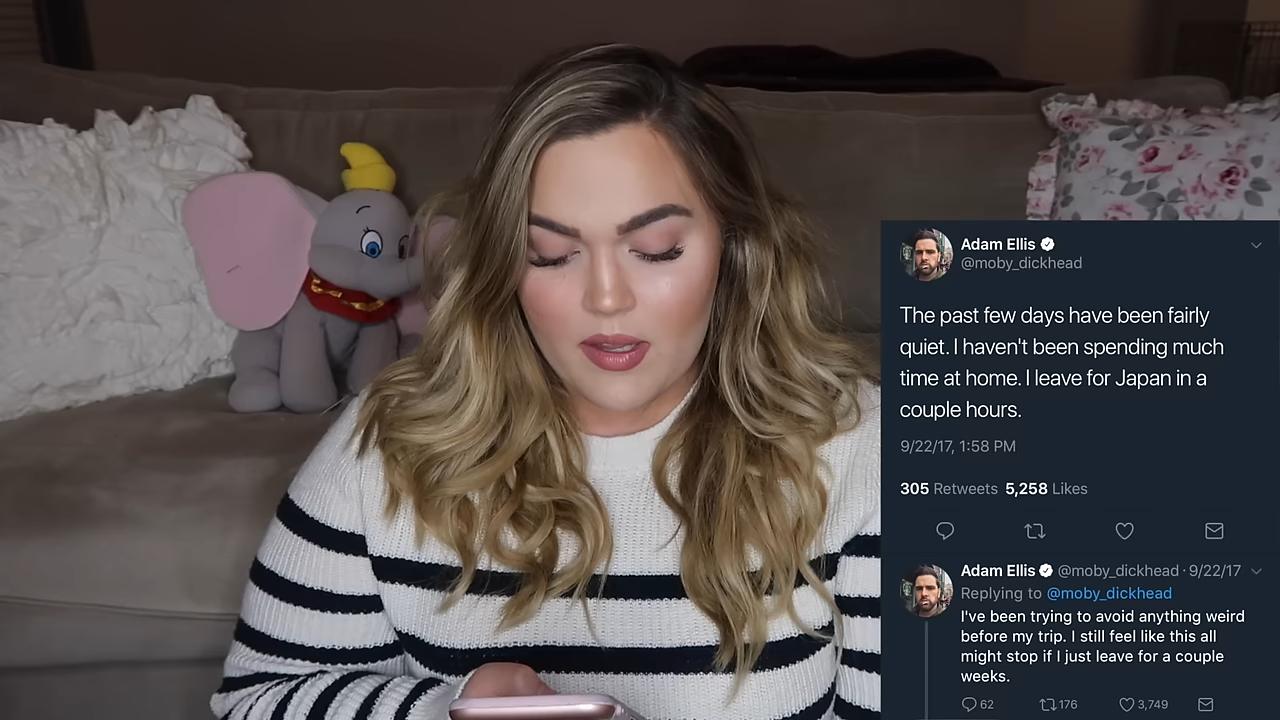 Adam Ellis
@moby_dickhead
The past few days have been fairly
quiet. I haven't been spending much
time at home. I leave for Japan in a
couple hours.
9/22/17, 1:58 PM
305 Retweets 5,258 Likes
Adam Ellis @moby_dickhead · 9/22/17
Replying to @moby_dickhead
I've been trying to avoid anything weird
before my trip. I still feel like this all
might stop if I just leave for a couple
weeks.
62 176 3,749